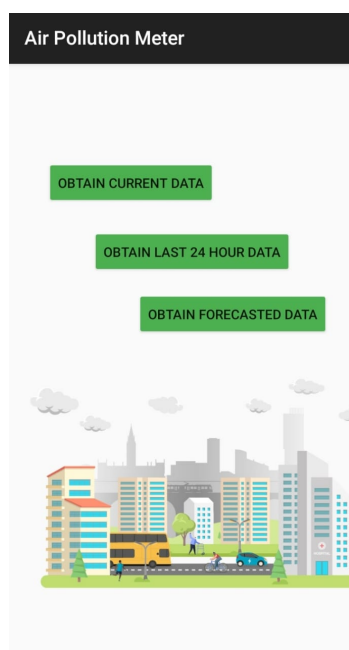 Air Pollution Meter
OBTAIN CURRENT DATA
OBTAIN LAST 24 HOUR DATA
OBTAIN FORECASTED DATA